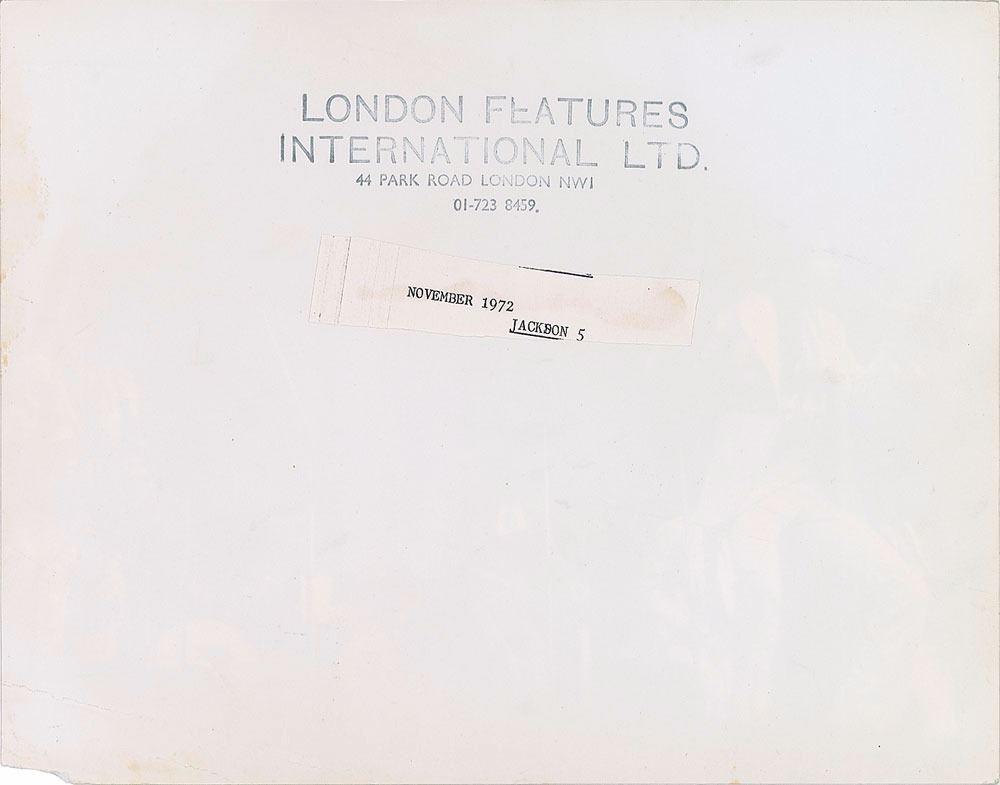 LONDON FEATURES
INTERNATIONAL LTD.
44 PARK ROAD LONDON NW1
01-723 8459.
NOVEMBER 1972
JACKSON 5